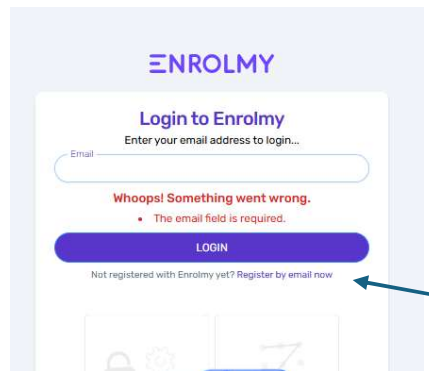 ENROLMY
Login to Enrolmy
Enter your email address to login...
Email
Whoops! Something went wrong.
• The email field is required.
LOGIN
Not registered with Enrolmy yet? Register by email now